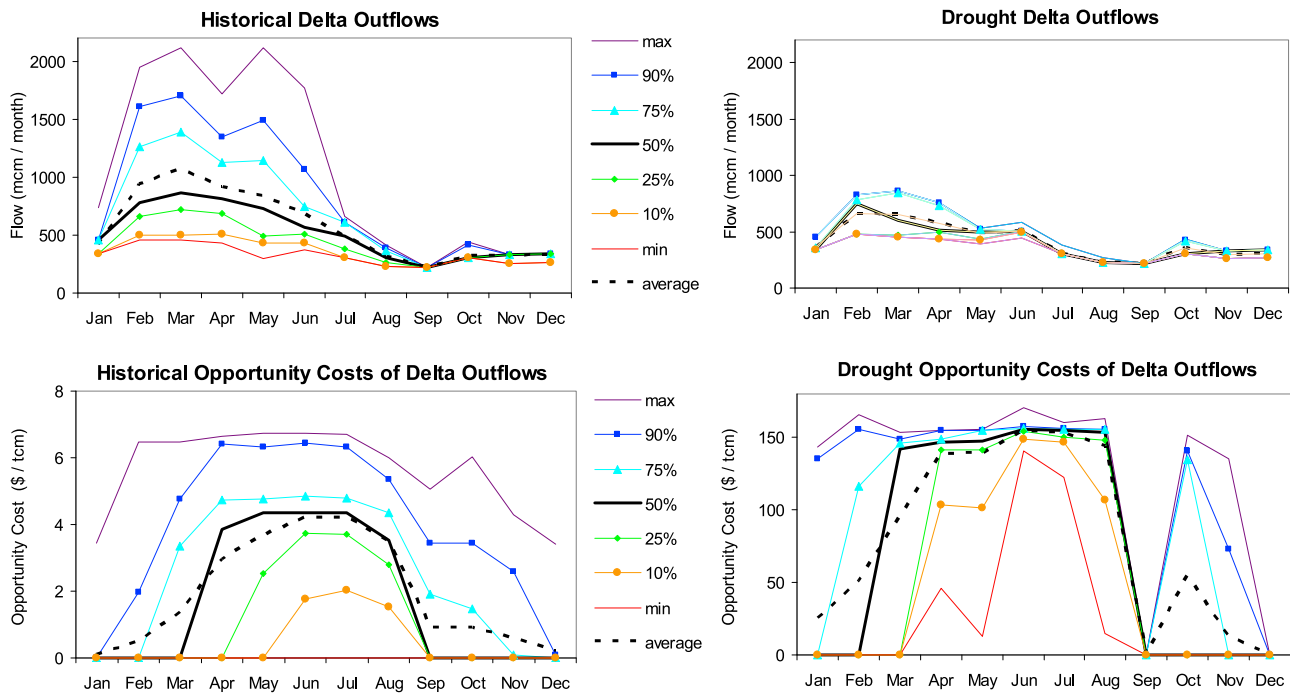 Historical Delta Outflows
Flow (mcm / month)
2000
1500
1000
500
0
Jan Feb Mar Apr May Jun Jul Aug Sep Oct Nov Dec
max
90%
75%
50%
25%
10%
min
average
Drought Delta Outflows
Flow (mcm / month)
2000
1500
1000
500
0
Jan Feb Mar Apr May Jun Jul Aug Sep Oct Nov Dec
Historical Opportunity Costs of Delta Outflows
Opportunity Cost ($ / tcm)
8
6
4
2
0
Jan Feb Mar Apr May Jun Jul Aug Sep Oct Nov Dec
max
90%
75%
50%
25%
10%
min
average
Drought Opportunity Costs of Delta Outflows
Opportunity Cost ($ / tcm)
150
100
50
0
Jan Feb Mar Apr May Jun Jul Aug Sep Oct Nov Dec